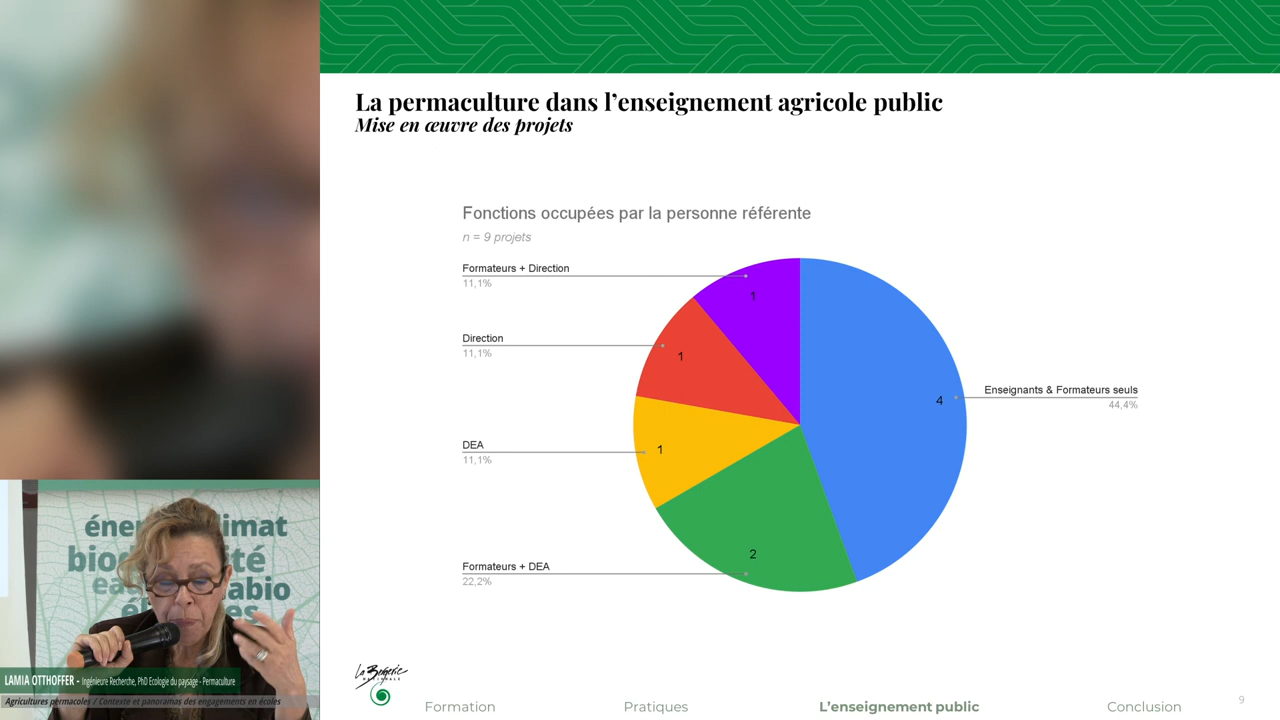 La permaculture dans l’enseignement agricole public
Mise en œuvre des projets
Fonctions occupées par la personne référente
n = 9 projets
Formateurs + Direction
11,1%
1
Direction
11,1%
1
Enseignants & Formateurs seuls
44,4%
4
DEA
11,1%
1
Formateurs + DEA
22,2%
2
LAMIA OTTHOFFER - Ingénieure Recherche, PhD Ecologie du paysage - Permaculture
Agricultures permacoles / Contexte et panoramas des engagements en écoles
La Bergerie
NATIONALE
Formation
Pratiques
L’enseignement public
Conclusion
9